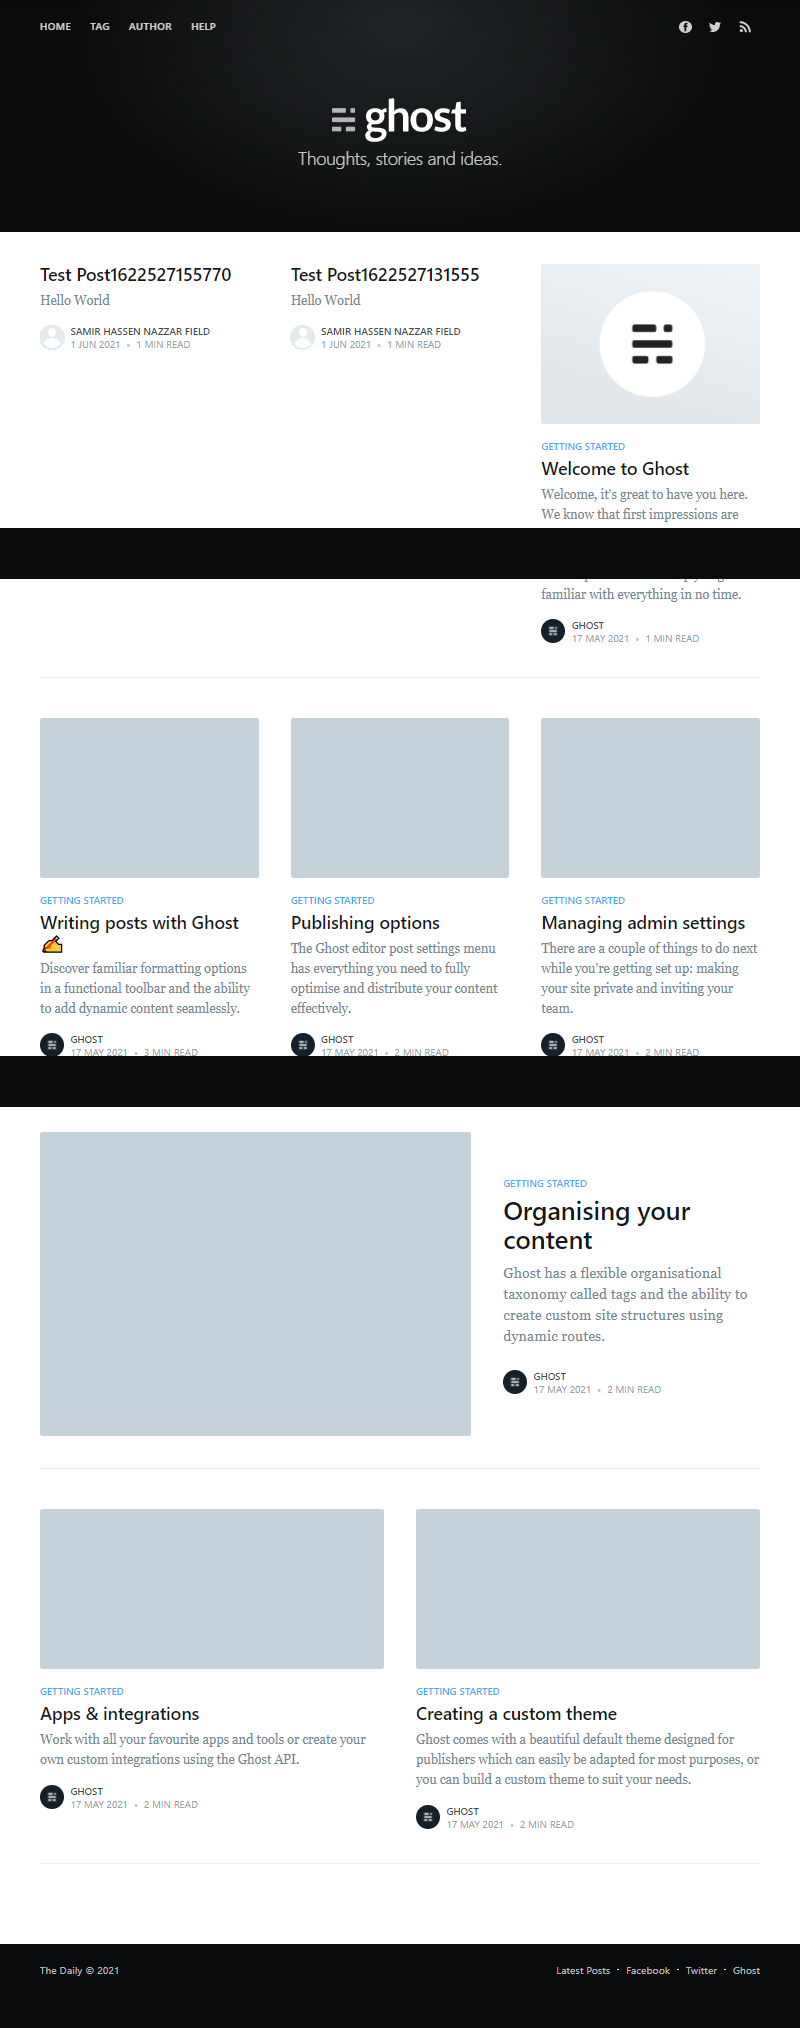 HOME TAG AUTHOR HELP
ghost
Thoughts, stories and ideas.
Test Post1622527155770
Hello World
SAMIR HASSEN NAZZAR FIELD
1 JUN 2021 • 1 MIN READ
Test Post1622527131555
Hello World
SAMIR HASSEN NAZZAR FIELD
1 JUN 2021 • 1 MIN READ
GETTING STARTED
Welcome to Ghost
Welcome, it's great to have you here.
We know that first impressions are
familiar with everything in no time.
GHOST
17 MAY 2021 • 1 MIN READ
GETTING STARTED
Writing posts with Ghost
✍️
Discover familiar formatting options
in a functional toolbar and the ability
to add dynamic content seamlessly.
GHOST
17 MAY 2021 • 3 MIN READ
GETTING STARTED
Publishing options
The Ghost editor post settings menu
has everything you need to fully
optimise and distribute your content
effectively.
GHOST
17 MAY 2021 • 2 MIN READ
GETTING STARTED
Managing admin settings
There are a couple of things to do next
while you're getting set up: making
your site private and inviting your
team.
GHOST
17 MAY 2021 • 2 MIN READ
GETTING STARTED
Organising your
content
Ghost has a flexible organisational
taxonomy called tags and the ability to
create custom site structures using
dynamic routes.
GHOST
17 MAY 2021 • 2 MIN READ
GETTING STARTED
Apps & integrations
Work with all your favourite apps and tools or create your
own custom integrations using the Ghost API.
GHOST
17 MAY 2021 • 2 MIN READ
GETTING STARTED
Creating a custom theme
Ghost comes with a beautiful default theme designed for
publishers which can easily be adapted for most purposes, or
you can build a custom theme to suit your needs.
GHOST
17 MAY 2021 • 2 MIN READ
The Daily © 2021
Latest Posts · Facebook · Twitter · Ghost